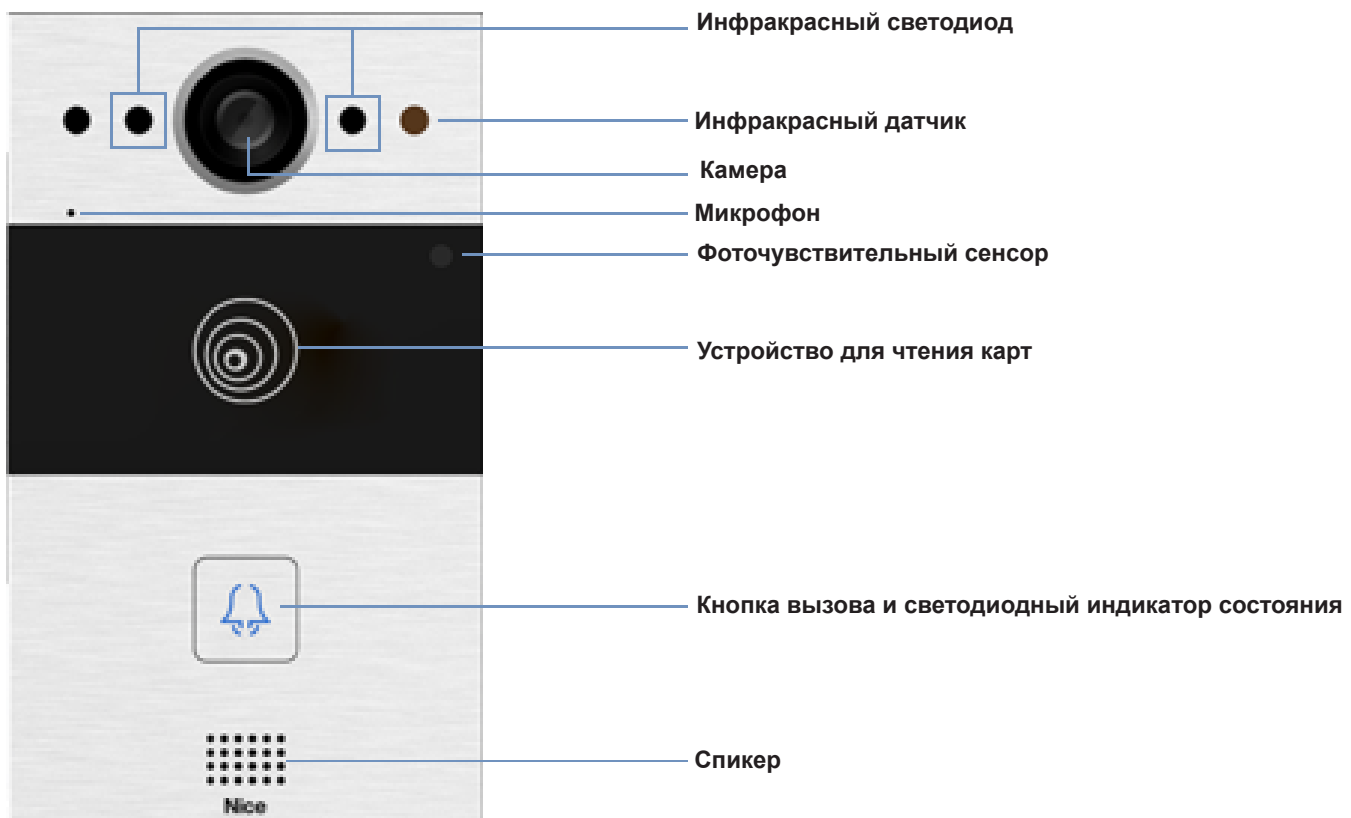 Инфракрасный светодиод
Инфракрасный датчик
Камера
Микрофон
Фоточувствительный сенсор
Устройство для чтения карт
Кнопка вызова и светодиодный индикатор состояния
Спикер
Nice